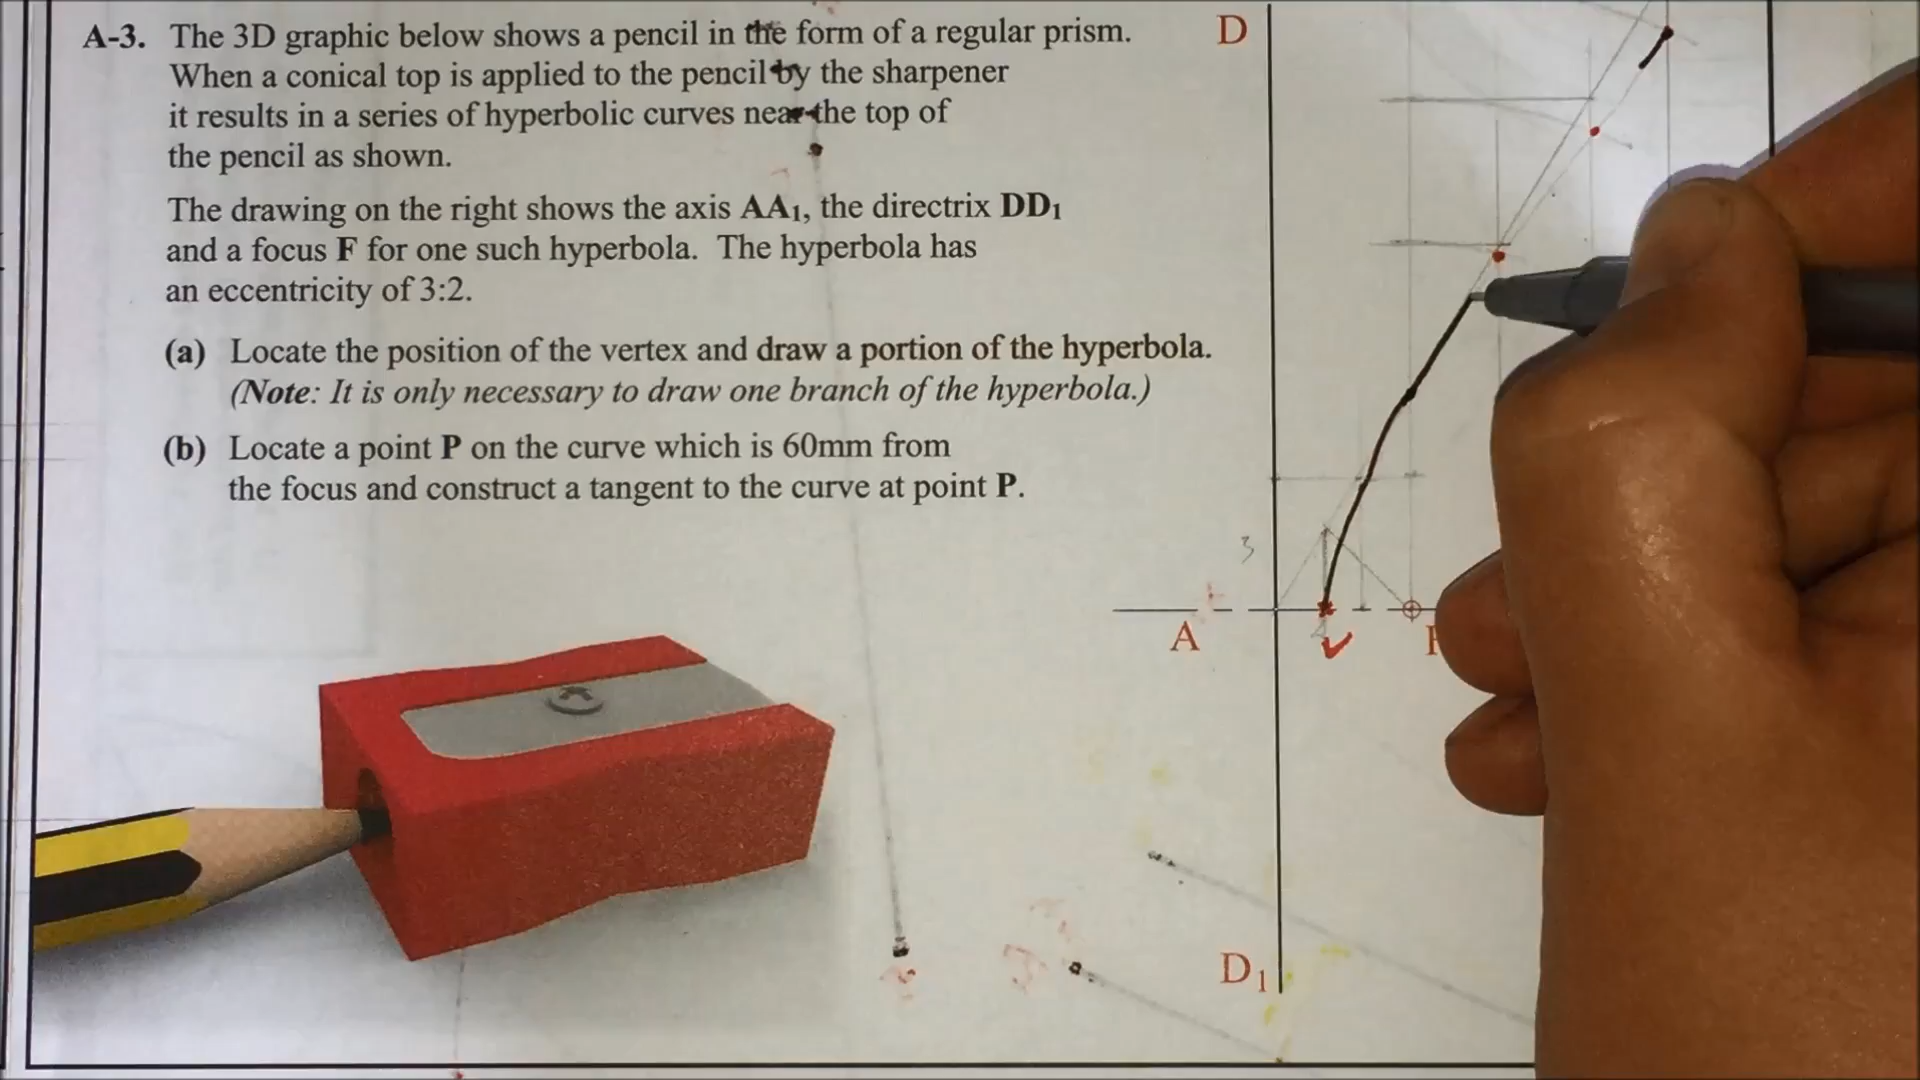 A-3. The 3D graphic below shows a pencil in the form of a regular prism.
When a conical top is applied to the pencil by the sharpener
it results in a series of hyperbolic curves near the top of
the pencil as shown.
The drawing on the right shows the axis AA₁, the directrix DD₁
and a focus F for one such hyperbola. The hyperbola has
an eccentricity of 3:2.
(a) Locate the position of the vertex and draw a portion of the hyperbola.
(Note: It is only necessary to draw one branch of the hyperbola.)
(b) Locate a point P on the curve which is 60mm from
the focus and construct a tangent to the curve at point P.
D
3
A
V
D₁